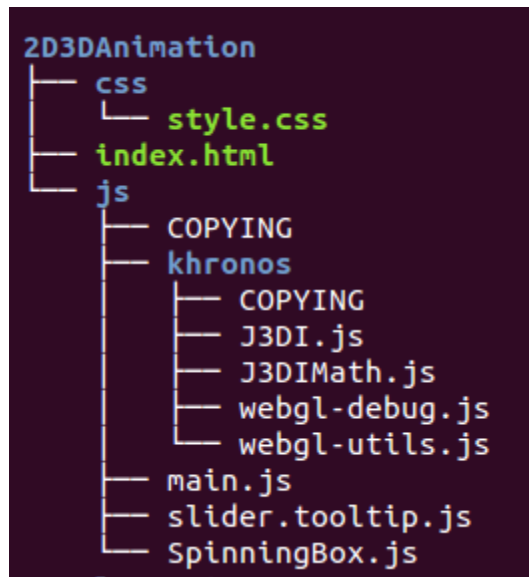 2D3DAnimation
├── css
│   └── style.css
├── index.html
└── js
    ├── COPYING
    ├── khronos
    │   ├── COPYING
    │   ├── J3DI.js
    │   ├── J3DIMath.js
    │   ├── webgl-debug.js
    │   └── webgl-utils.js
    ├── main.js
    ├── slider.tooltip.js
    └── SpinningBox.js